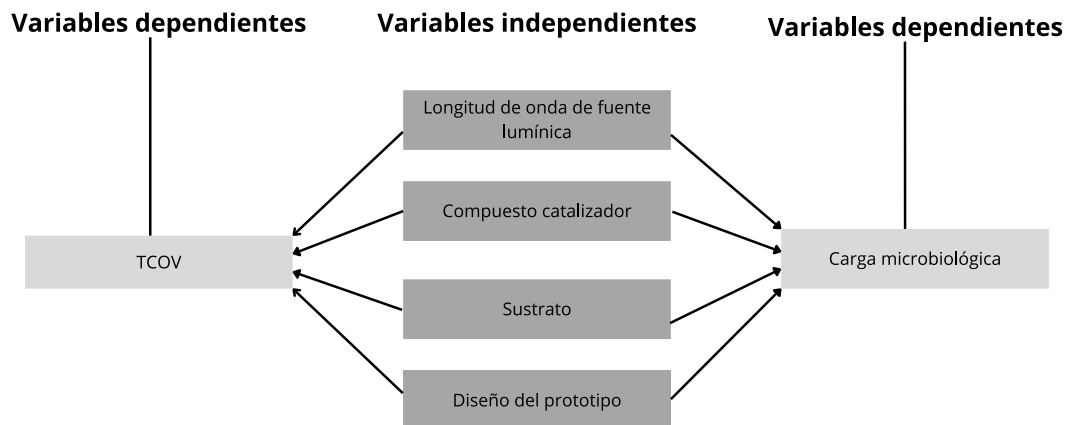 Variables dependientes
Variables independientes
Variables dependientes
Longitud de onda de fuente
lumínica
Compuesto catalizador
TCOV
Carga microbiológica
Sustrato
Diseño del prototipo